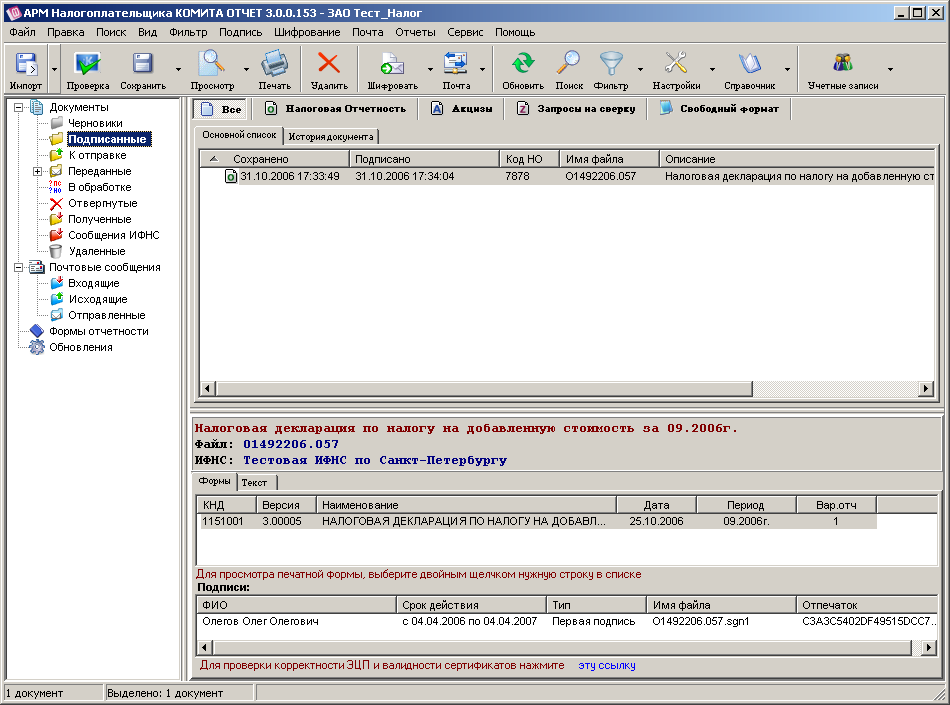 АРМ Налогоплательщика КОМИТА ОТЧЕТ 3.0.0.153 - ЗАО Тест_Налог
Файл Правка Поиск Вид Фильтр Подпись Шифрование Почта Отчеты Сервис Помощь
Импорт Проверка Сохранить Просмотр Печать Удалить Шифровать Почта Обновить Поиск Фильтр Настройки Справочник Учетные записи
Документы
Черновики
Подписанные
К отправке
Переданные
В обработке
Отвергнутые
Полученные
Сообщения ИФНС
Удаленные
Почтовые сообщения
Входящие
Исходящие
Отправленные
Формы отчетности
Обновления
Все Налоговая Отчетность Акцизы Запросы на сверку Свободный формат
Основной список История документа
Сохранено Подписано Код НО Имя файла Описание
31.10.2006 17:33:49 31.10.2006 17:34:04 7878 01492206.057 Налоговая декларация по налогу на добавленную ст
Налоговая декларация по налогу на добавленную стоимость за 09.2006г.
Файл: 01492206.057
ИФНС: Тестовая ИФНС по Санкт-Петербургу
Формы Текст
КНД Версия Наименование Дата Период Вар.отч
1151001 3.00005 НАЛОГОВАЯ ДЕКЛАРАЦИЯ ПО НАЛОГУ НА ДОБАВЛ... 25.10.2006 09.2006г. 1
Для просмотра печатной формы, выберите двойным щелчком нужную строку в списке
Подписи:
ФИО Срок действия Тип Имя файла Отпечаток
Олегов Олег Олегович с 04.04.2006 по 04.04.2007 Первая подпись 01492206.057.sgn1 C3A3C5402DF49515DCC7...
Для проверки корректности ЭЦП и валидности сертификатов нажмите эту ссылку
1 документ Выделено: 1 документ